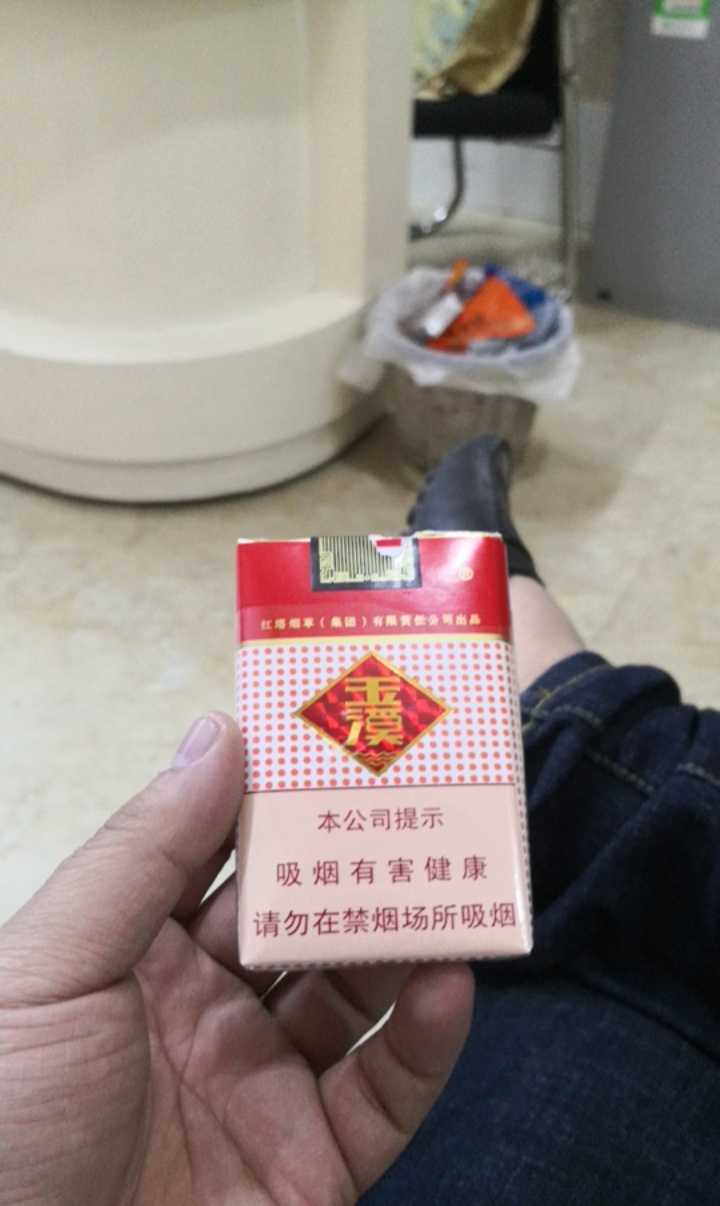 红塔烟草（集团）有限责任公司出品
玉溪
本公司提示
吸烟有害健康
请勿在禁烟场所吸烟